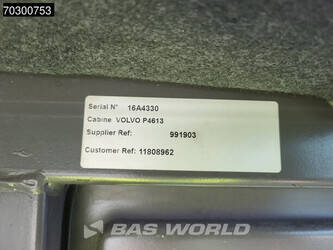 70300753
Serial N° 16A4330
Cabine VOLVO P4613
Supplier Ref: 991903
Customer Ref: 11808962
BAS WORLD